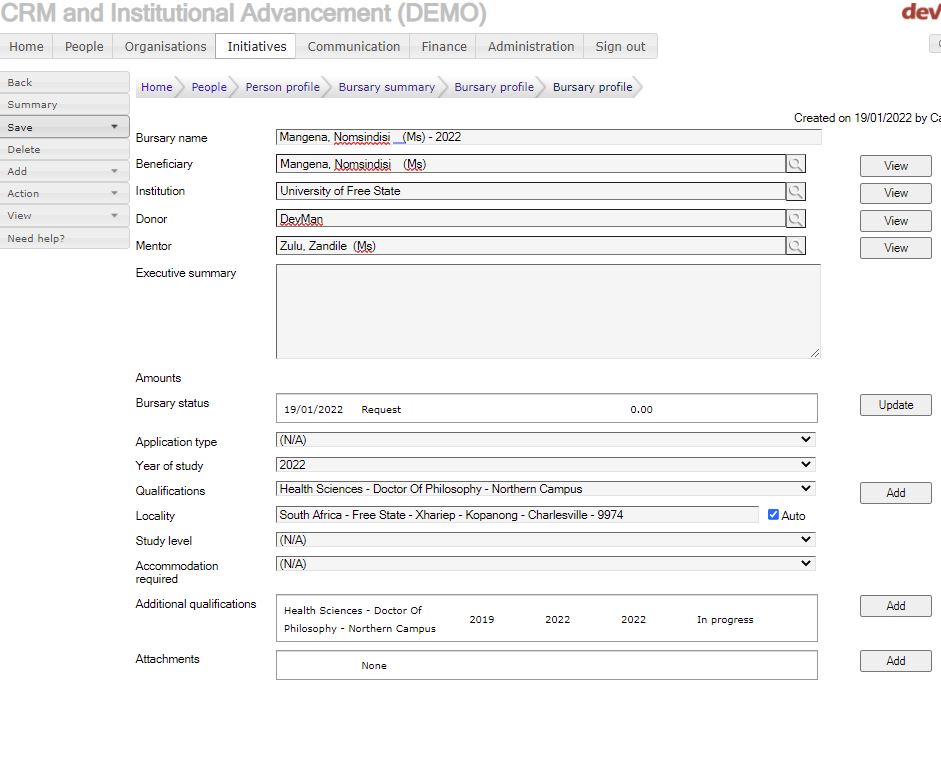 CRM and Institutional Advancement (DEMO)
dev
Home People Organisations Initiatives Communication Finance Administration Sign out
Back
Summary
Save
Delete
Add
Action
View
Need help?
Home People Person profile Bursary summary Bursary profile Bursary profile
Created on 19/01/2022 by Ca
Bursary name Mangena, Nomsindisi (Ms) - 2022
Beneficiary Mangena, Nomsindisi (Ms) View
Institution University of Free State View
Donor DevMan View
Mentor Zulu, Zandile (Ms) View
Executive summary
Amounts
Bursary status 19/01/2022 Request 0.00 Update
Application type (N/A)
Year of study 2022
Qualifications Health Sciences - Doctor Of Philosophy - Northern Campus Add
Locality South Africa - Free State - Xhariep - Kopanong - Charlesville - 9974 Auto
Study level (N/A)
Accommodation (N/A)
required
Additional qualifications Health Sciences - Doctor Of 2019 2022 2022 In progress Add
Philosophy - Northern Campus
Attachments None Add